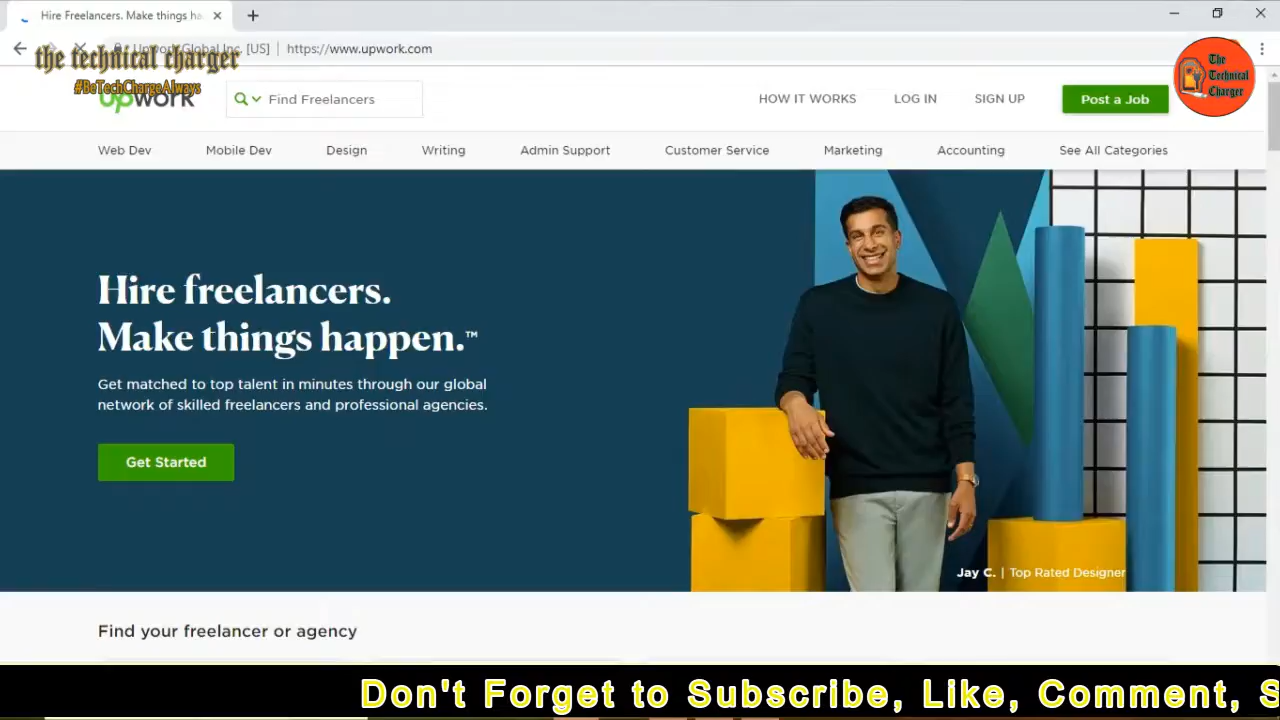 Hire Freelancers. Make things ha
Upwork Global Inc. [US] | https://www.upwork.com
the technical charger
#BeTechChargeAlways
upwork
Find Freelancers
HOW IT WORKS
LOG IN
SIGN UP
Post a Job
The
Technical
Charger
Web Dev
Mobile Dev
Design
Writing
Admin Support
Customer Service
Marketing
Accounting
See All Categories
Hire freelancers.
Make things happen.™
Get matched to top talent in minutes through our global
network of skilled freelancers and professional agencies.
Get Started
Jay C. | Top Rated Designer
Find your freelancer or agency
Don't Forget to Subscribe, Like, Comment, S